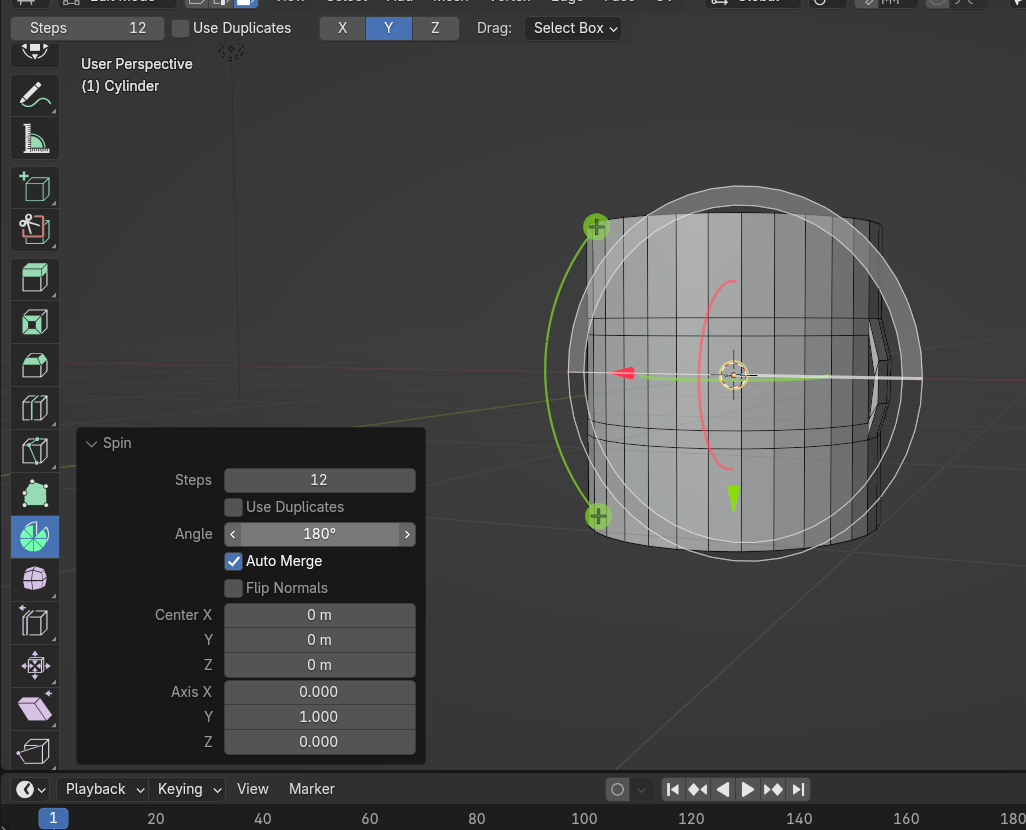 Steps 12 Use Duplicates X Y Z Drag: Select Box
User Perspective
(1) Cylinder
Spin
Steps 12
Use Duplicates
Angle 180°
Auto Merge
Flip Normals
Center X 0 m
Y 0 m
Z 0 m
Axis X 0.000
Y 1.000
Z 0.000
Playback Keying View Marker
1 20 40 60 80 100 120 140 160 180